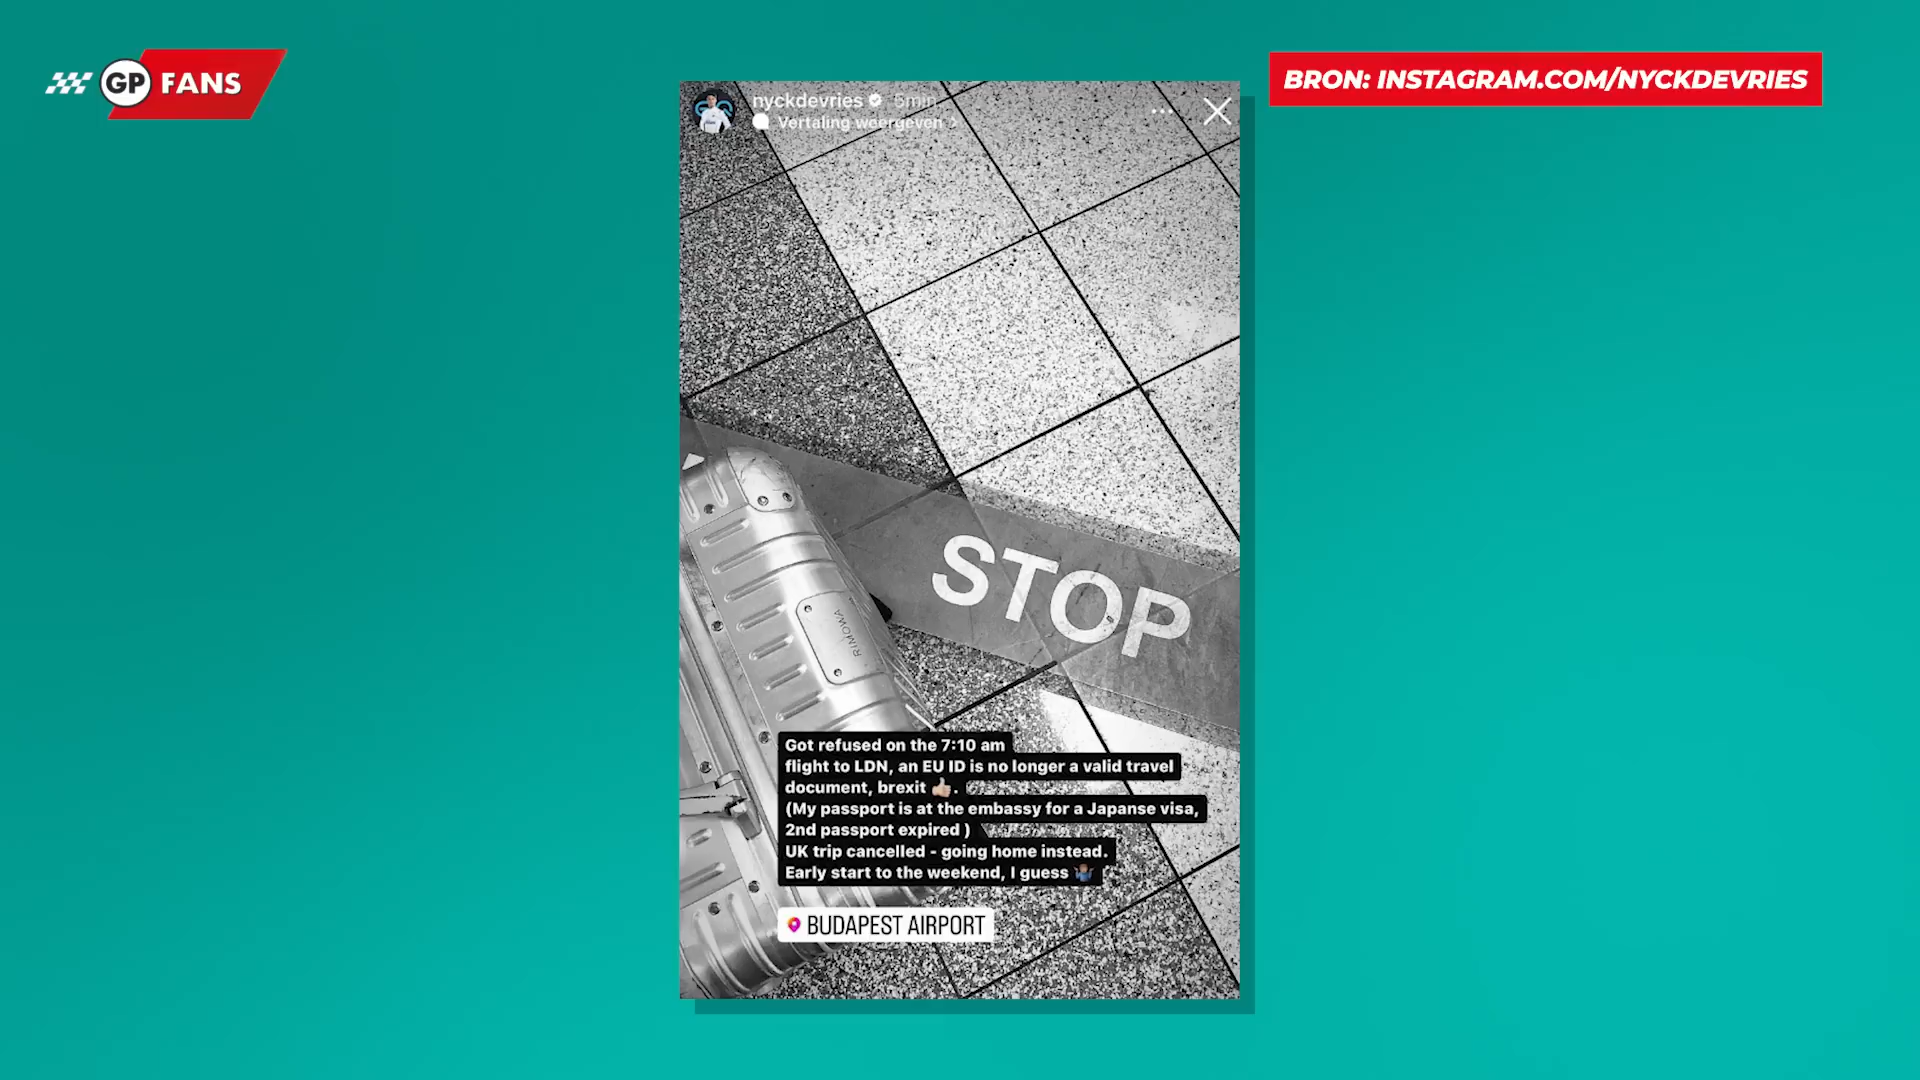 GP FANS
BRON: INSTAGRAM.COM/NYCKDEVRIES
nyckdevries 5min
Vertaling weergeven
STOP
RIMOWA
Got refused on the 7:10 am
flight to LDN, an EU ID is no longer a valid travel
document, brexit 👍🏼.
(My passport is at the embassy for a Japanse visa,
2nd passport expired )
UK trip cancelled - going home instead.
Early start to the weekend, I guess 🤷🏾‍♂️
BUDAPEST AIRPORT